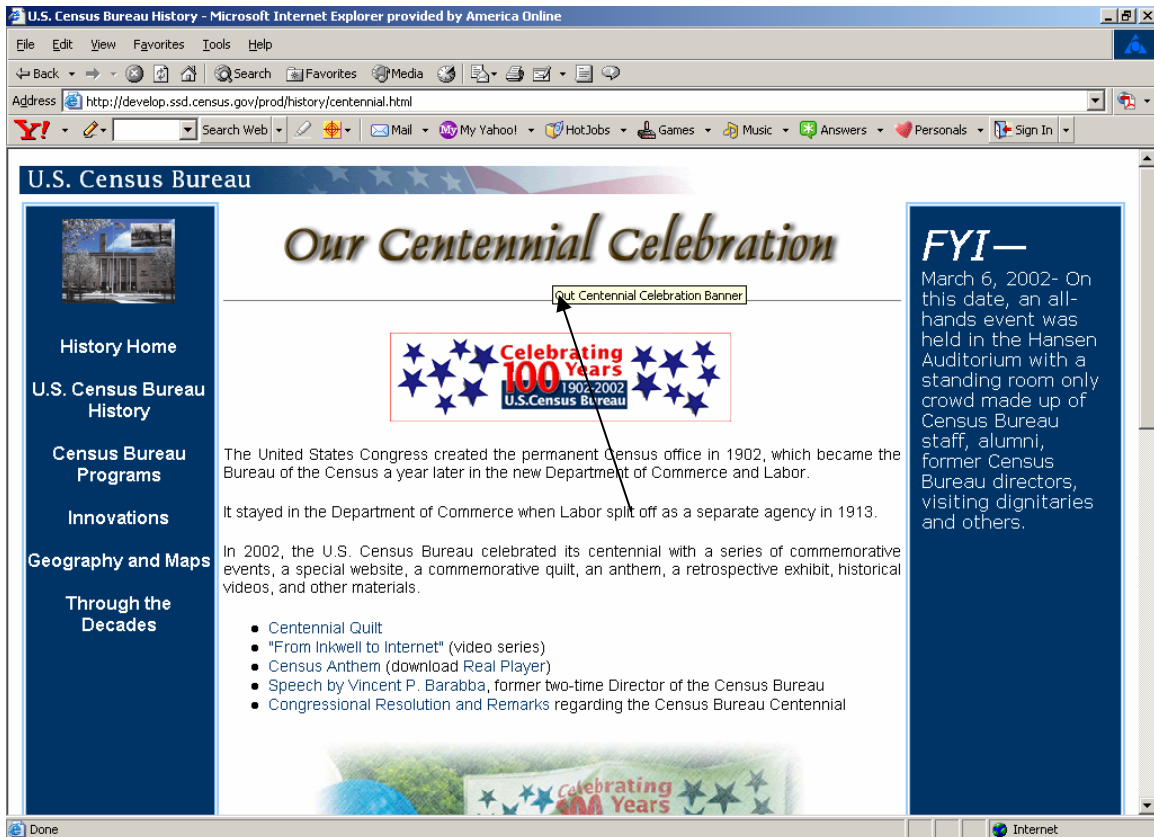 U.S. Census Bureau History - Microsoft Internet Explorer provided by America Online
File Edit View Favorites Tools Help
Back Search Favorites Media
Address http://develop.ssd.census.gov/prod/history/centennial.html
Y! Search Web Mail My Yahoo! HotJobs Games Music Answers Personals Sign In
U.S. Census Bureau
History Home
U.S. Census Bureau
History
Census Bureau
Programs
Innovations
Geography and Maps
Through the
Decades
Our Centennial Celebration
Out Centennial Celebration Banner
Celebrating
100 Years
1902-2002
U.S.Census Bureau
The United States Congress created the permanent Census office in 1902, which became the
Bureau of the Census a year later in the new Department of Commerce and Labor.
It stayed in the Department of Commerce when Labor split off as a separate agency in 1913.
In 2002, the U.S. Census Bureau celebrated its centennial with a series of commemorative
events, a special website, a commemorative quilt, an anthem, a retrospective exhibit, historical
videos, and other materials.
Centennial Quilt
"From Inkwell to Internet" (video series)
Census Anthem (download Real Player)
Speech by Vincent P. Barabba, former two-time Director of the Census Bureau
Congressional Resolution and Remarks regarding the Census Bureau Centennial
Celebrating
100 Years
FYI—
March 6, 2002- On
this date, an all-
hands event was
held in the Hansen
Auditorium with a
standing room only
crowd made up of
Census Bureau
staff, alumni,
former Census
Bureau directors,
visiting dignitaries
and others.
Done
Internet